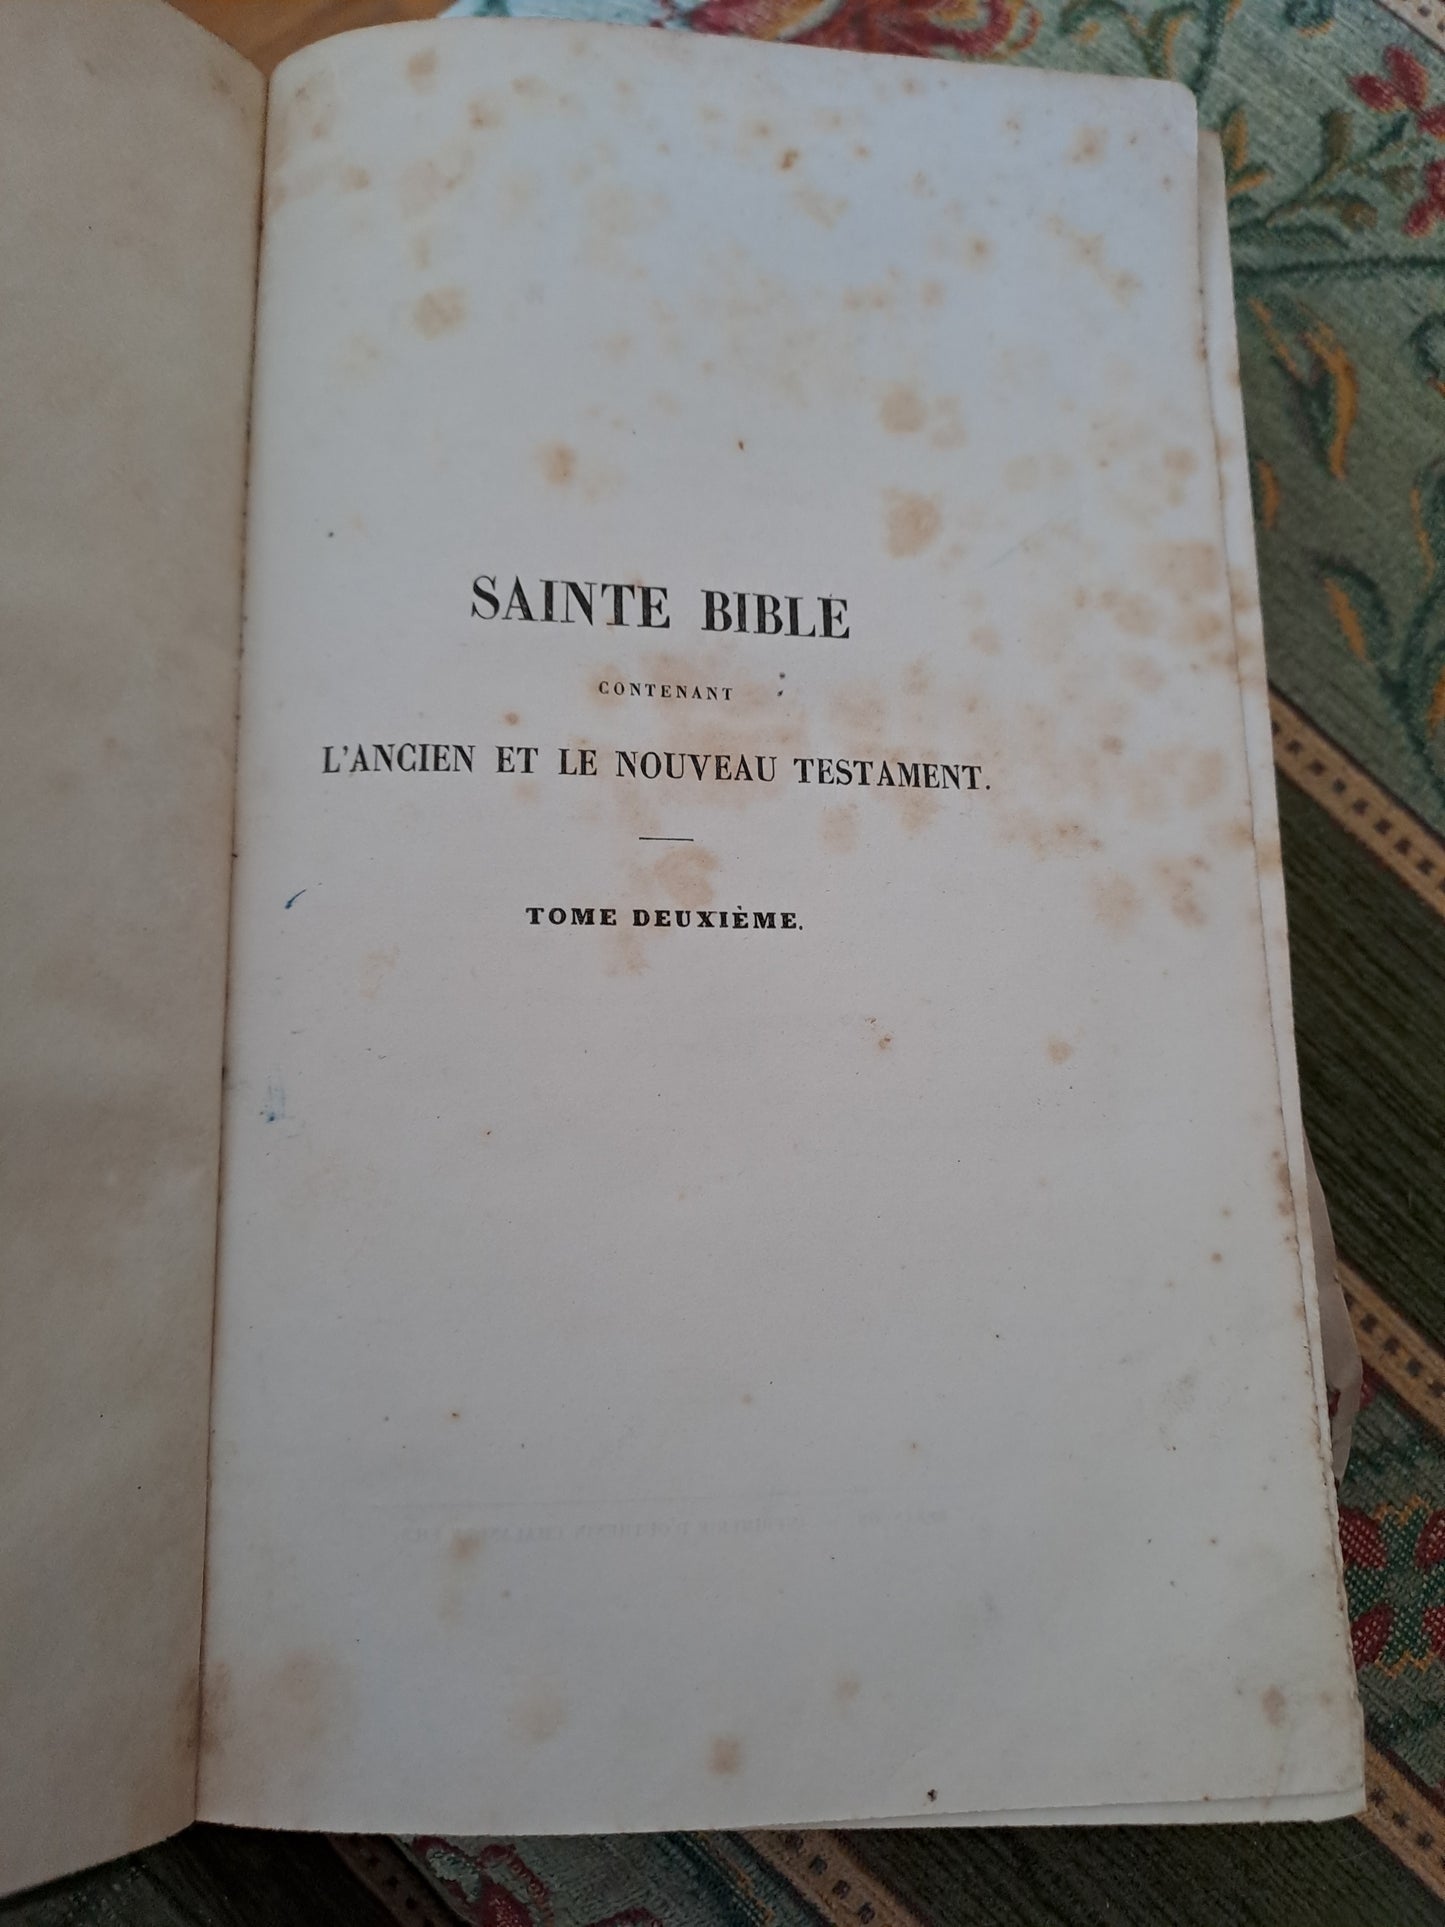 SAINTE BIBLE
CONTENANT
L'ANCIEN ET LE NOUVEAU TESTAMENT.
TOME DEUXIÈME.